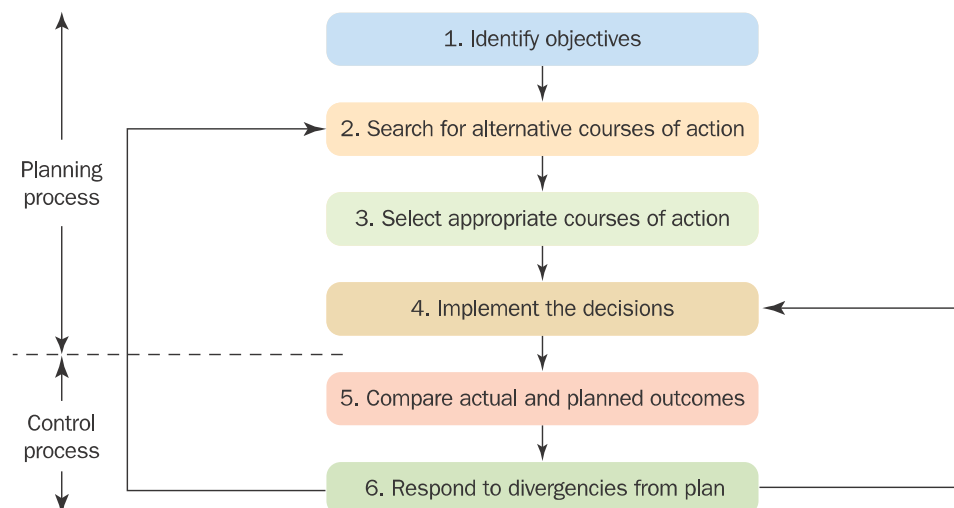 1. Identify objectives
2. Search for alternative courses of action
Planning
process
3. Select appropriate courses of action
4. Implement the decisions
5. Compare actual and planned outcomes
Control
process
6. Respond to divergencies from plan